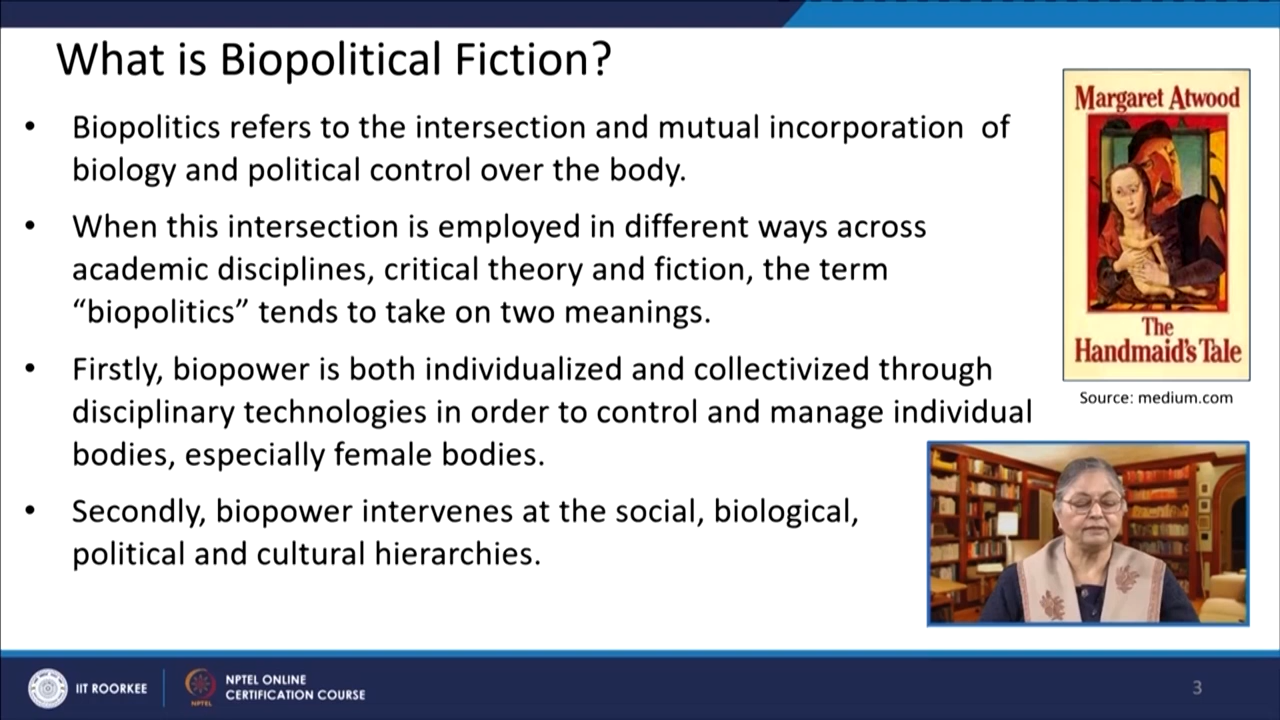 What is Biopolitical Fiction?
• Biopolitics refers to the intersection and mutual incorporation of
biology and political control over the body.
• When this intersection is employed in different ways across
academic disciplines, critical theory and fiction, the term
“biopolitics” tends to take on two meanings.
• Firstly, biopower is both individualized and collectivized through
disciplinary technologies in order to control and manage individual
bodies, especially female bodies.
• Secondly, biopower intervenes at the social, biological,
political and cultural hierarchies.
Margaret Atwood
The
Handmaid's Tale
Source: medium.com
IIT ROORKEE
NPTEL
NPTEL ONLINE
CERTIFICATION COURSE
3